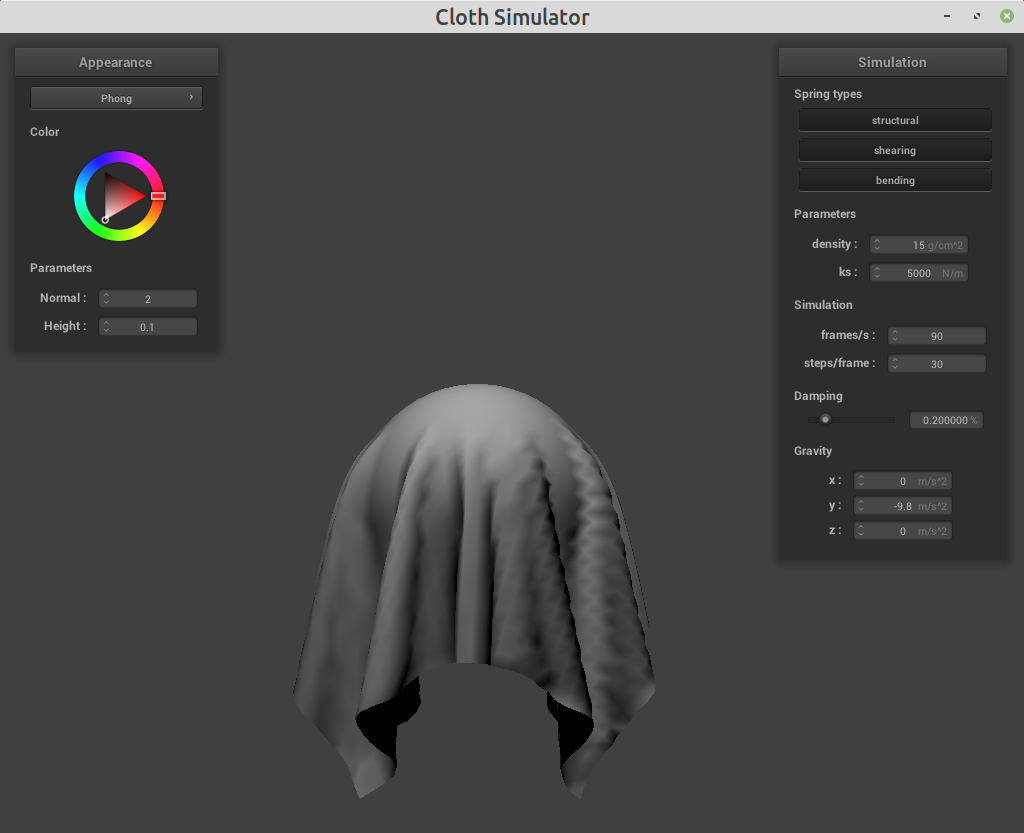 Cloth Simulator
Appearance
Phong
Color
Parameters
Normal : 2
Height : 0.1
Simulation
Spring types
structural
shearing
bending
Parameters
density : 15 g/cm^2
ks : 5000 N/m
Simulation
frames/s : 90
steps/frame : 30
Damping
0.200000 %
Gravity
x : 0 m/s^2
y : -9.8 m/s^2
z : 0 m/s^2